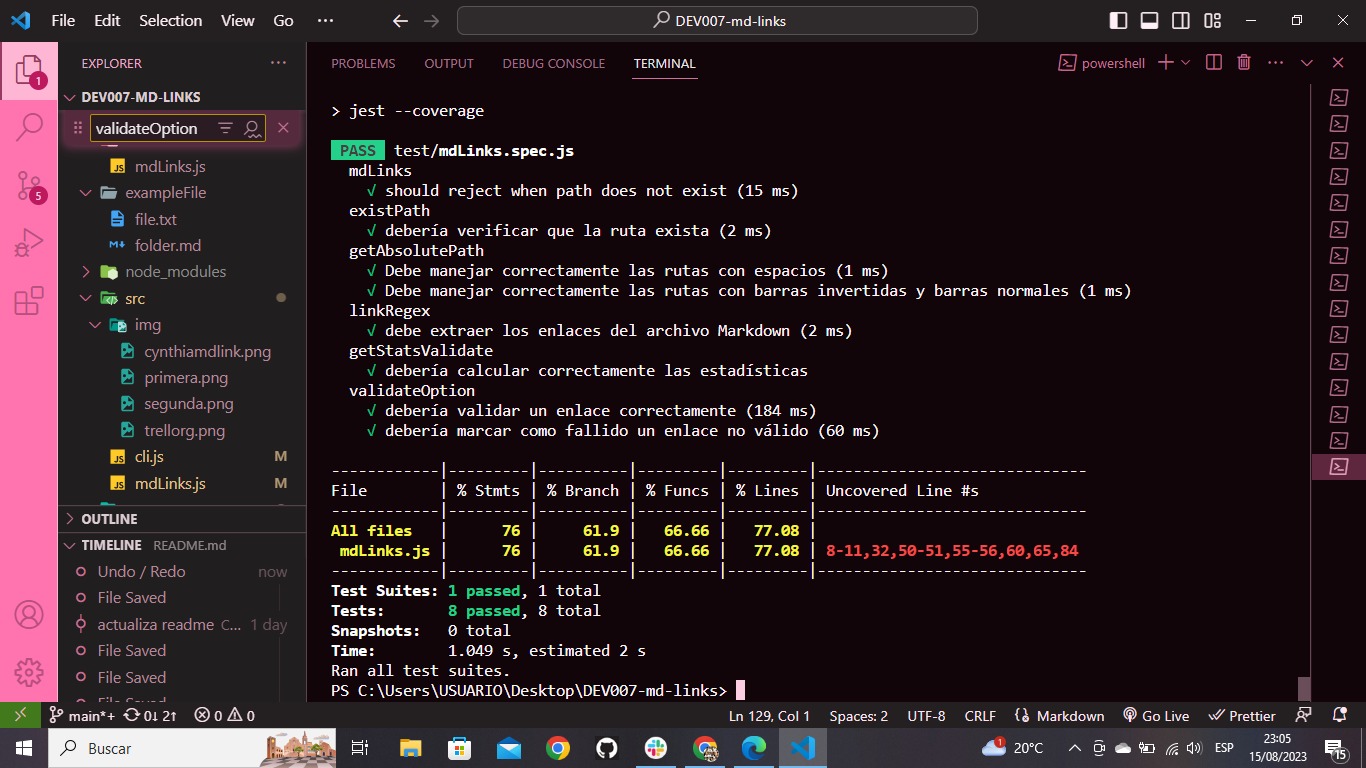 File Edit Selection View Go ··· DEV007-md-links
EXPLORER ···
1
5
DEV007-MD-LINKS
validateOption
JS mdLinks.js
exampleFile
file.txt
folder.md
node_modules
src
img
cynthiamdlink.png
primera.png
segunda.png
trellorg.png
JS cli.js M
JS mdLinks.js M
OUTLINE
TIMELINE README.md
Undo / Redo now
File Saved
actualiza readme C... 1 day
File Saved
File Saved
File Saved
PROBLEMS OUTPUT DEBUG CONSOLE TERMINAL powershell
> jest --coverage
PASS test/mdLinks.spec.js
mdLinks
√ should reject when path does not exist (15 ms)
existPath
√ debería verificar que la ruta exista (2 ms)
getAbsolutePath
√ Debe manejar correctamente las rutas con espacios (1 ms)
√ Debe manejar correctamente las rutas con barras invertidas y barras normales (1 ms)
linkRegex
√ debe extraer los enlaces del archivo Markdown (2 ms)
getStatsValidate
√ debería calcular correctamente las estadísticas
validateOption
√ debería validar un enlace correctamente (184 ms)
√ debería marcar como fallido un enlace no válido (60 ms)
------------|---------|----------|---------|---------|------------------------------
File | % Stmts | % Branch | % Funcs | % Lines | Uncovered Line #s
------------|---------|----------|---------|---------|------------------------------
All files | 76 | 61.9 | 66.66 | 77.08 |
mdLinks.js | 76 | 61.9 | 66.66 | 77.08 | 8-11,32,50-51,55-56,60,65,84
------------|---------|----------|---------|---------|------------------------------
Test Suites: 1 passed, 1 total
Tests: 8 passed, 8 total
Snapshots: 0 total
Time: 1.049 s, estimated 2 s
Ran all test suites.
PS C:\Users\USUARIO\Desktop\DEV007-md-links>
main*+ 0↓ 2↑ 0 0 Ln 129, Col 1 Spaces: 2 UTF-8 CRLF Markdown Go Live Prettier
Buscar 1 20°C ESP 23:05
15/08/2023 15